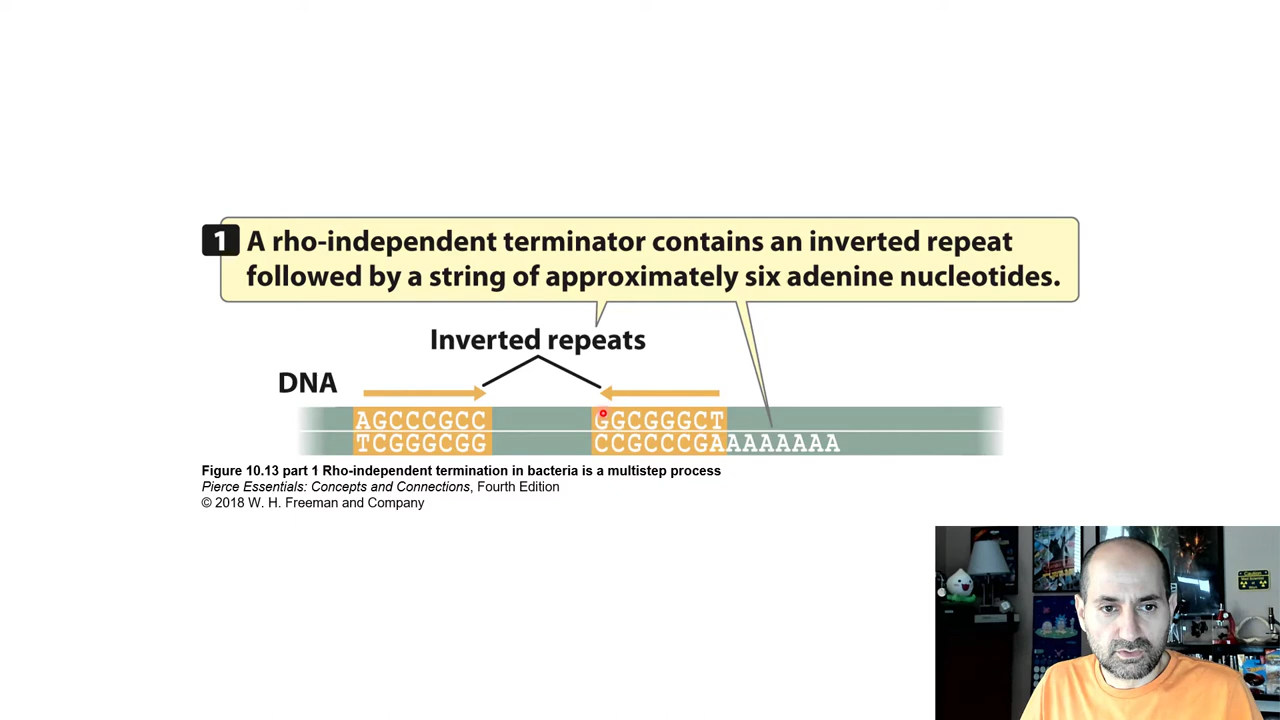 1 A rho-independent terminator contains an inverted repeat
followed by a string of approximately six adenine nucleotides.
Inverted repeats
DNA
AGCCCGCC GGCGGGCT
TCGGGCGG CCGCCCGAAAAAAAA
Figure 10.13 part 1 Rho-independent termination in bacteria is a multistep process
Pierce Essentials: Concepts and Connections, Fourth Edition
© 2018 W. H. Freeman and Company